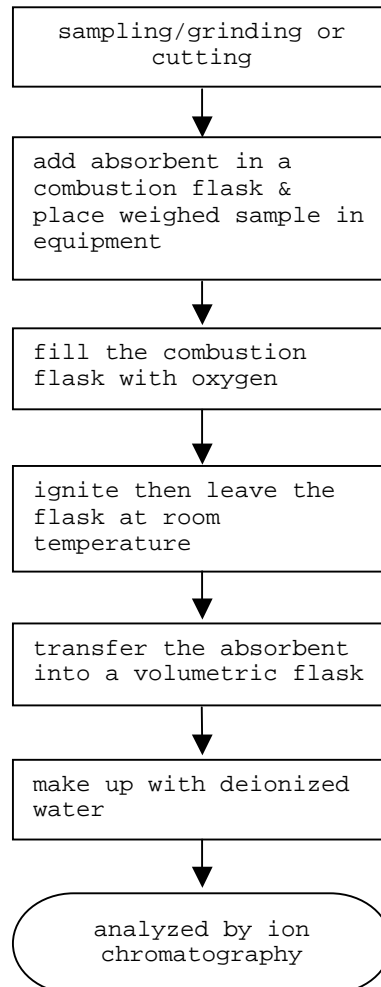 sampling/grinding or
cutting
add absorbent in a
combustion flask &
place weighed sample in
equipment
fill the combustion
flask with oxygen
ignite then leave the
flask at room
temperature
transfer the absorbent
into a volumetric flask
make up with deionized
water
analyzed by ion
chromatography